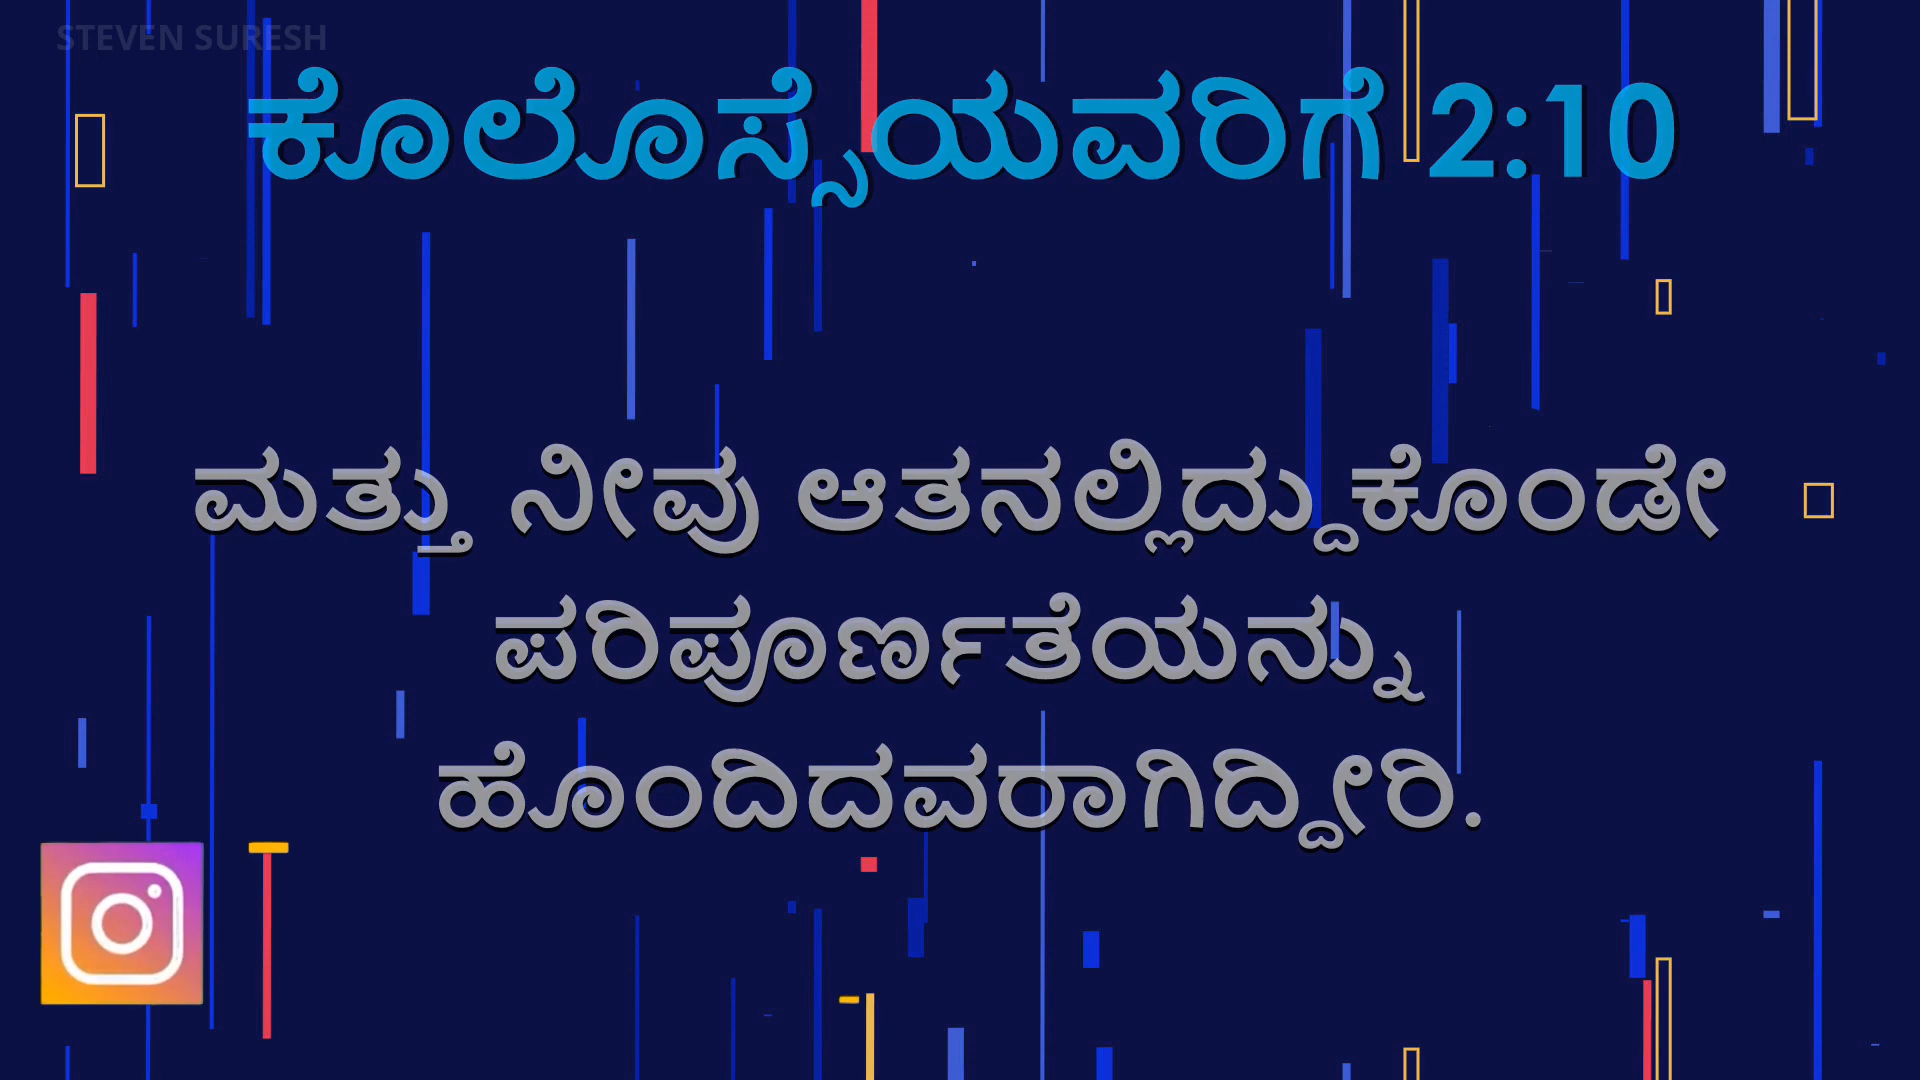 STEVEN SURESH
ಕೊಲೊಸ್ಸೆಯವರಿಗೆ 2:10
ಮತ್ತು ನೀವು ಆತನಲ್ಲಿದ್ದುಕೊಂಡೇ
ಪರಿಪೂರ್ಣತೆಯನ್ನು
ಹೊಂದಿದವರಾಗಿದ್ದೀರಿ.